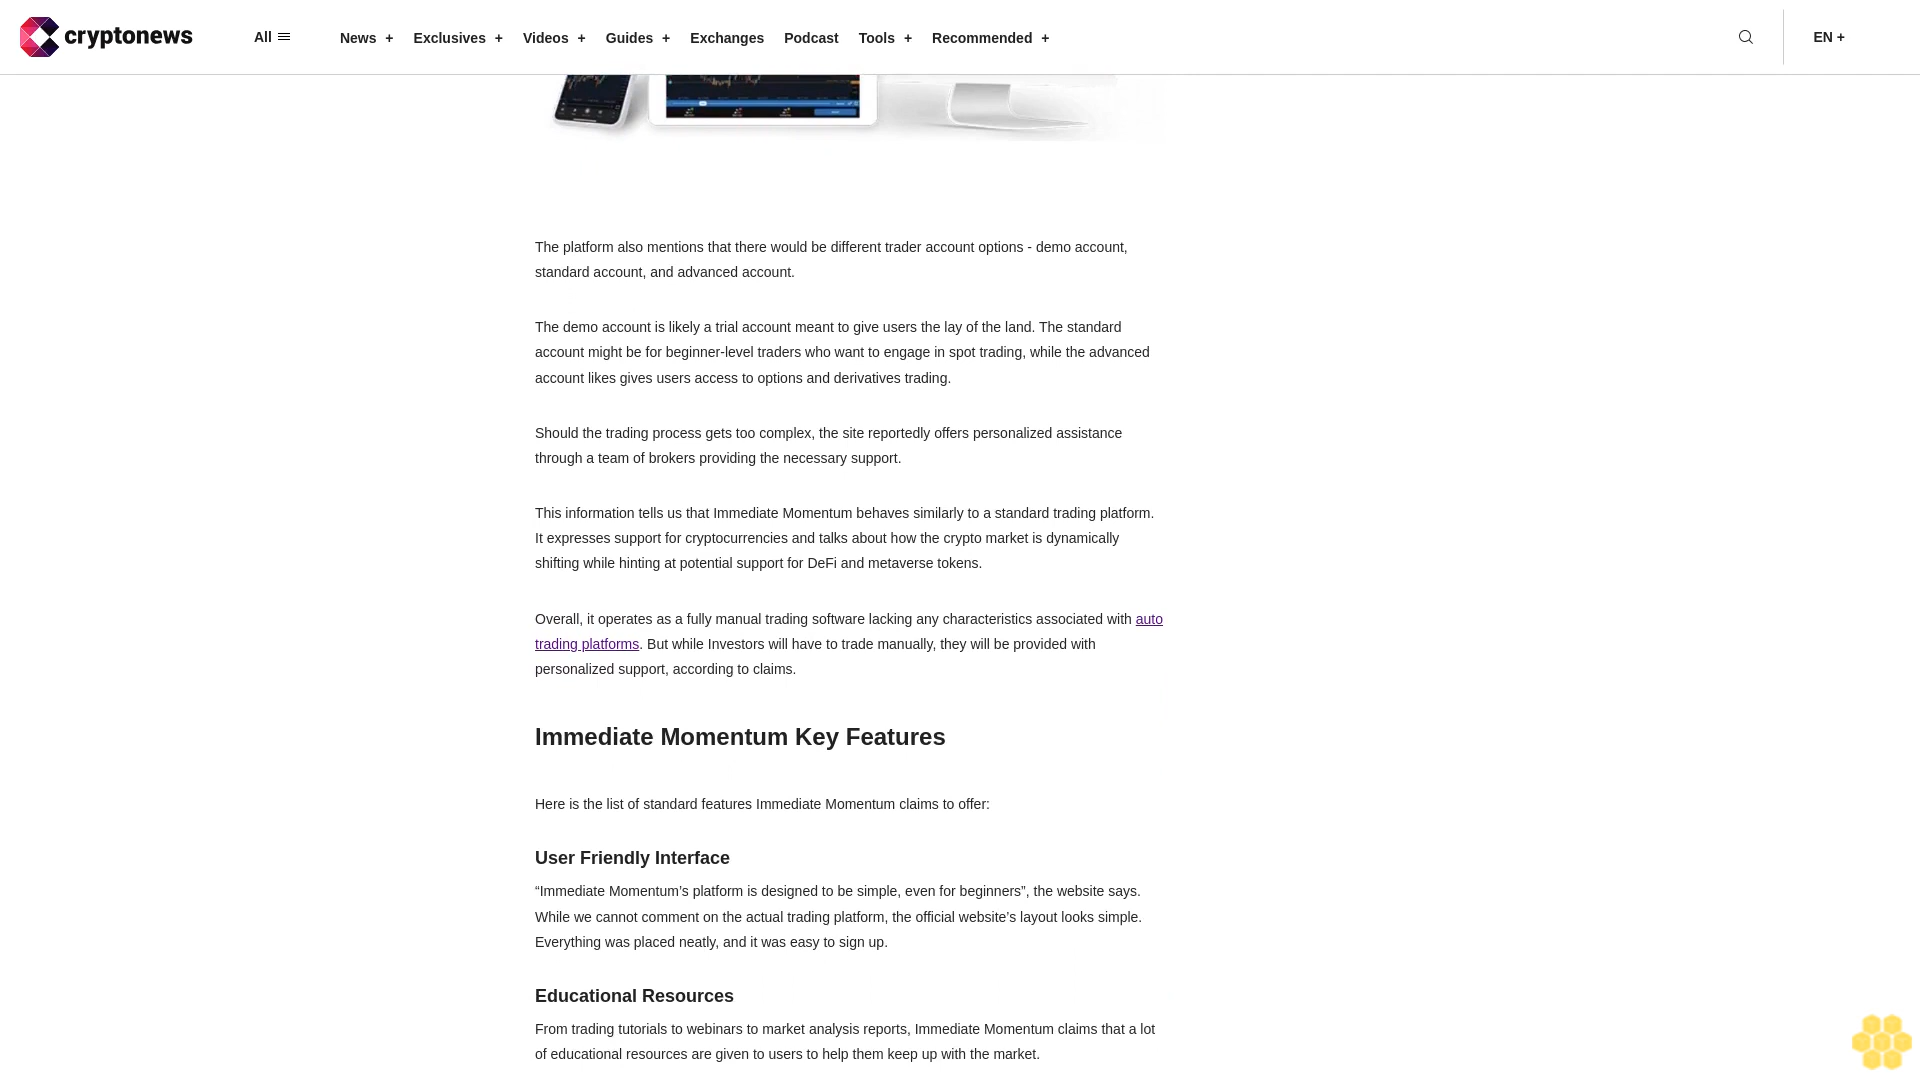 cryptonews
All
News +
Exclusives +
Videos +
Guides +
Exchanges
Podcast
Tools +
Recommended +
EN +
The platform also mentions that there would be different trader account options - demo account,
standard account, and advanced account.
The demo account is likely a trial account meant to give users the lay of the land. The standard
account might be for beginner-level traders who want to engage in spot trading, while the advanced
account likes gives users access to options and derivatives trading.
Should the trading process gets too complex, the site reportedly offers personalized assistance
through a team of brokers providing the necessary support.
This information tells us that Immediate Momentum behaves similarly to a standard trading platform.
It expresses support for cryptocurrencies and talks about how the crypto market is dynamically
shifting while hinting at potential support for DeFi and metaverse tokens.
Overall, it operates as a fully manual trading software lacking any characteristics associated with auto
trading platforms. But while Investors will have to trade manually, they will be provided with
personalized support, according to claims.
Immediate Momentum Key Features
Here is the list of standard features Immediate Momentum claims to offer:
User Friendly Interface
“Immediate Momentum’s platform is designed to be simple, even for beginners”, the website says.
While we cannot comment on the actual trading platform, the official website’s layout looks simple.
Everything was placed neatly, and it was easy to sign up.
Educational Resources
From trading tutorials to webinars to market analysis reports, Immediate Momentum claims that a lot
of educational resources are given to users to help them keep up with the market.